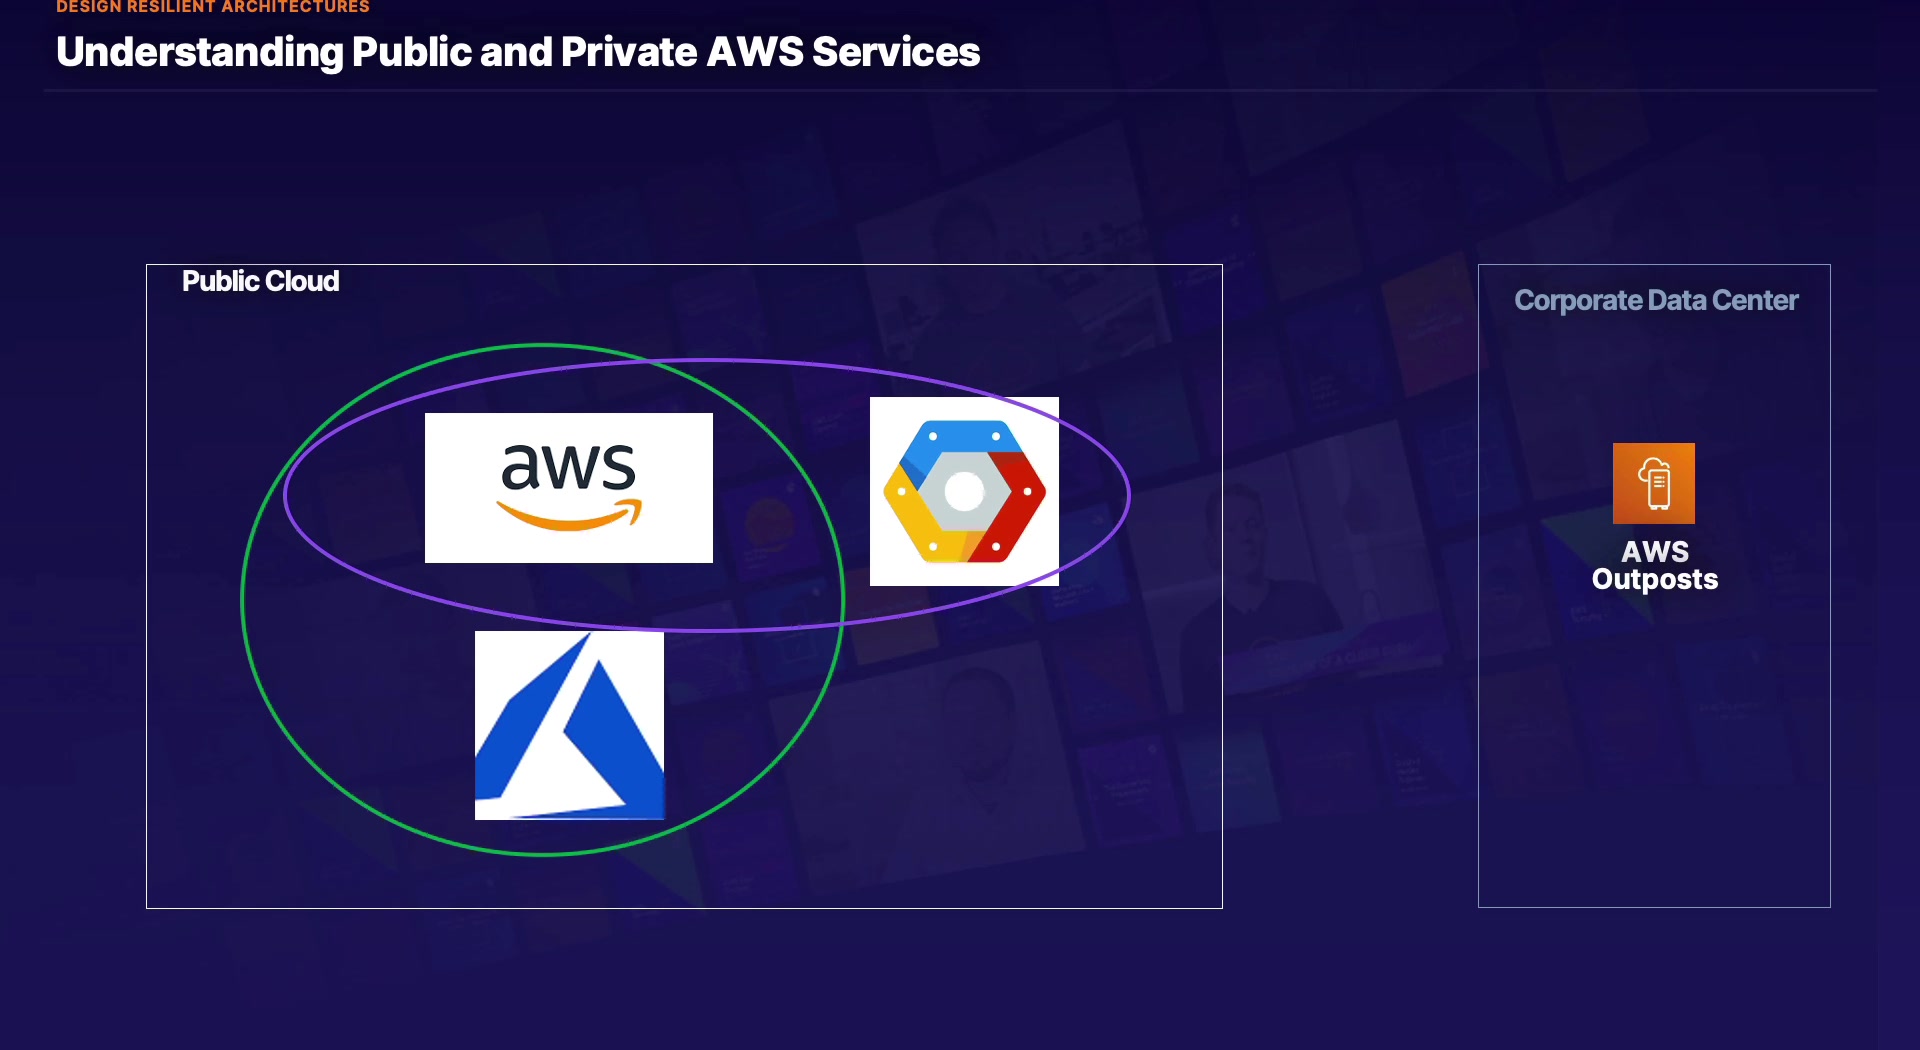 DESIGN RESILIENT ARCHITECTURES
Understanding Public and Private AWS Services
Public Cloud
Corporate Data Center
aws
AWS
Outposts